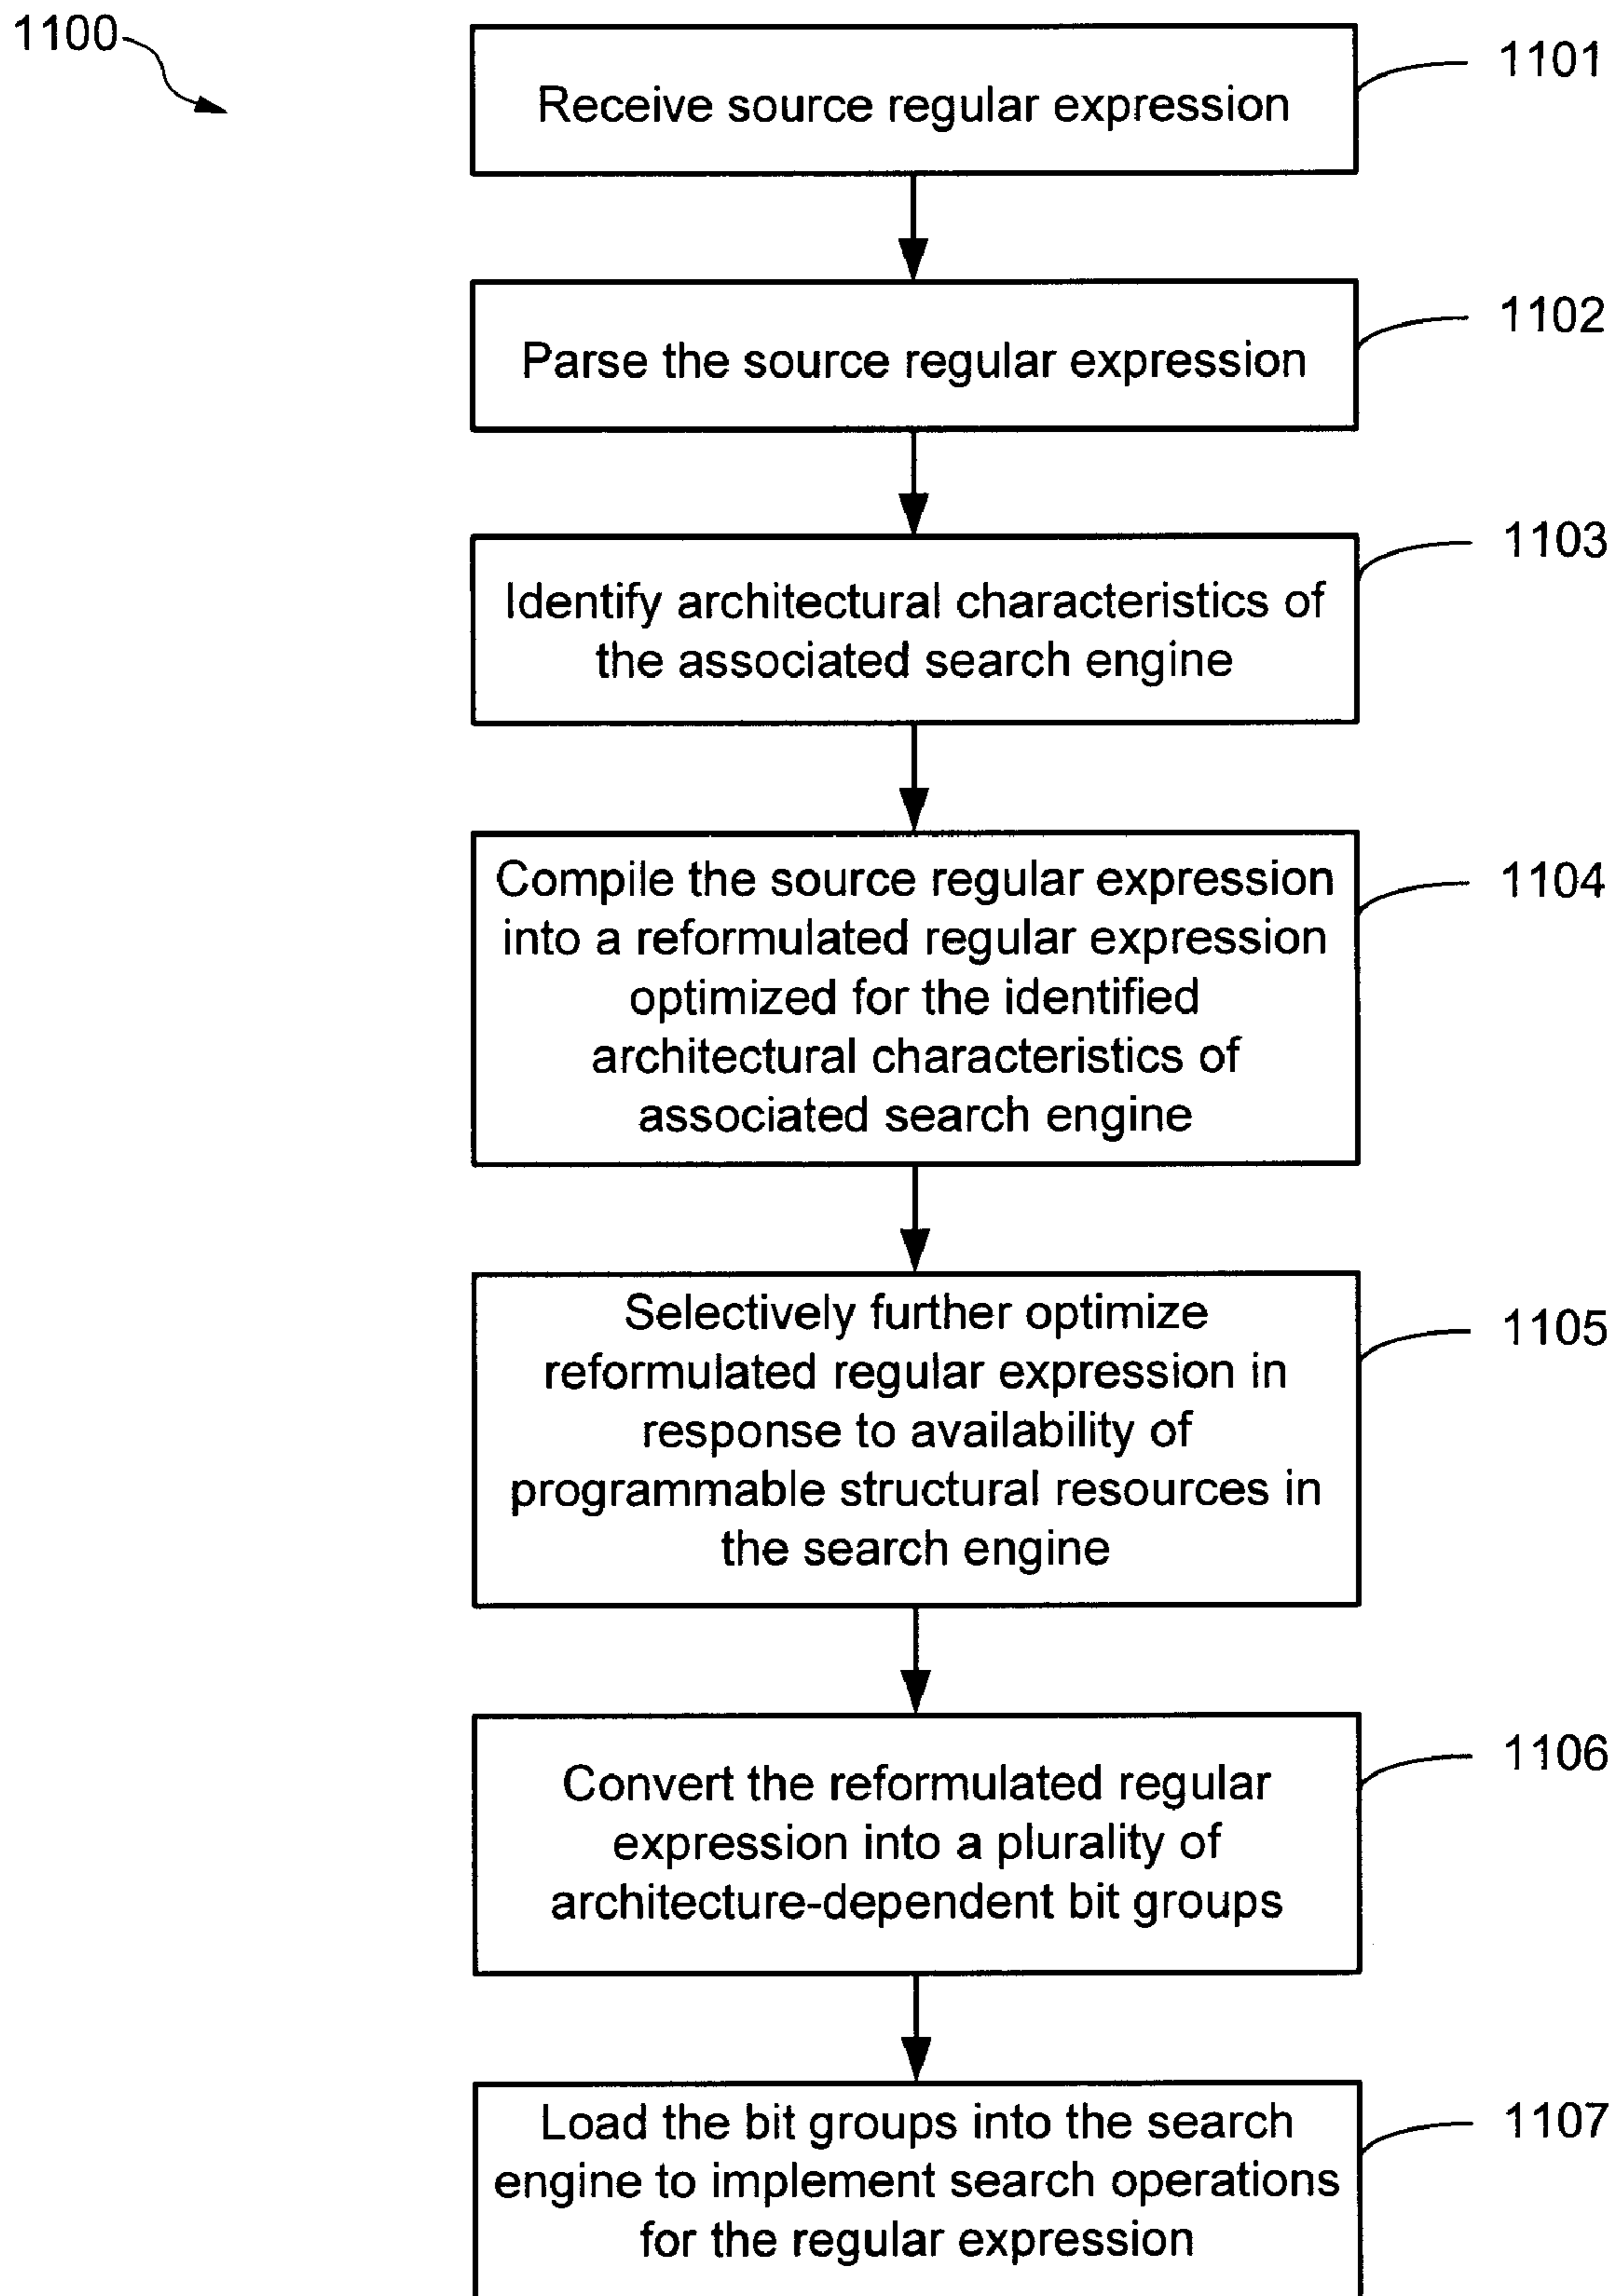 1100
Receive source regular expression
1101
Parse the source regular expression
1102
Identify architectural characteristics of
the associated search engine
1103
Compile the source regular expression
into a reformulated regular expression
optimized for the identified
architectural characteristics of
associated search engine
1104
Selectively further optimize
reformulated regular expression in
response to availability of
programmable structural resources in
the search engine
1105
Convert the reformulated regular
expression into a plurality of
architecture-dependent bit groups
1106
Load the bit groups into the search
engine to implement search operations
for the regular expression
1107